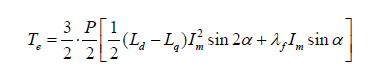 T_e = \frac{3}{2} \cdot \frac{P}{2} \left[ \frac{1}{2} (L_d - L_q) I_m^2 \sin 2\alpha + \lambda_f I_m \sin \alpha \right]